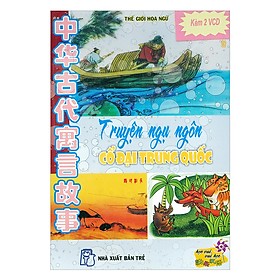 THẾ GIỚI HOA NGỮ
Kèm 2 VCD
中华古代寓言故事
Truyện ngụ ngôn
CỔ ĐẠI TRUNG QUỐC
NHÀ XUẤT BẢN TRẺ